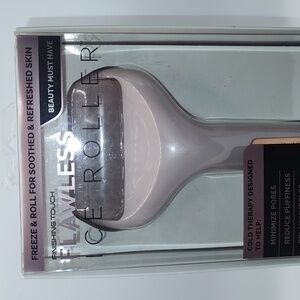 FREEZE & ROLL FOR SOOTHED & REFRESHED SKIN
BEAUTY MUST HAVE
FINISHING TOUCH
FLAWLESS
ICE ROLLER
COLD THERAPY DESIGNED
TO HELP:
MINIMIZE PORES
REDUCE PUFFINESS